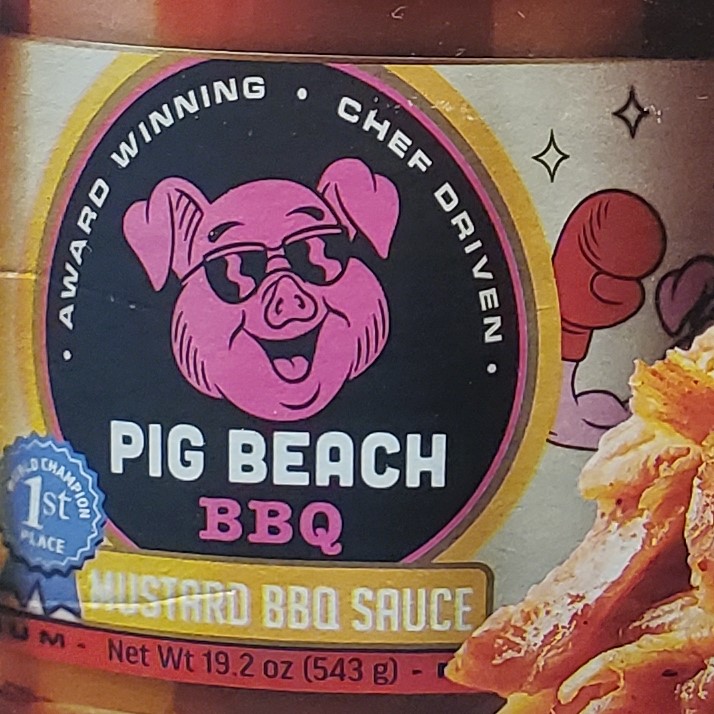 AWARD WINNING • CHEF DRIVEN •
PIG BEACH
BBQ
WORLD CHAMPION
1st
PLACE
MUSTARD BBQ SAUCE
Net Wt 19.2 oz (543 g) -